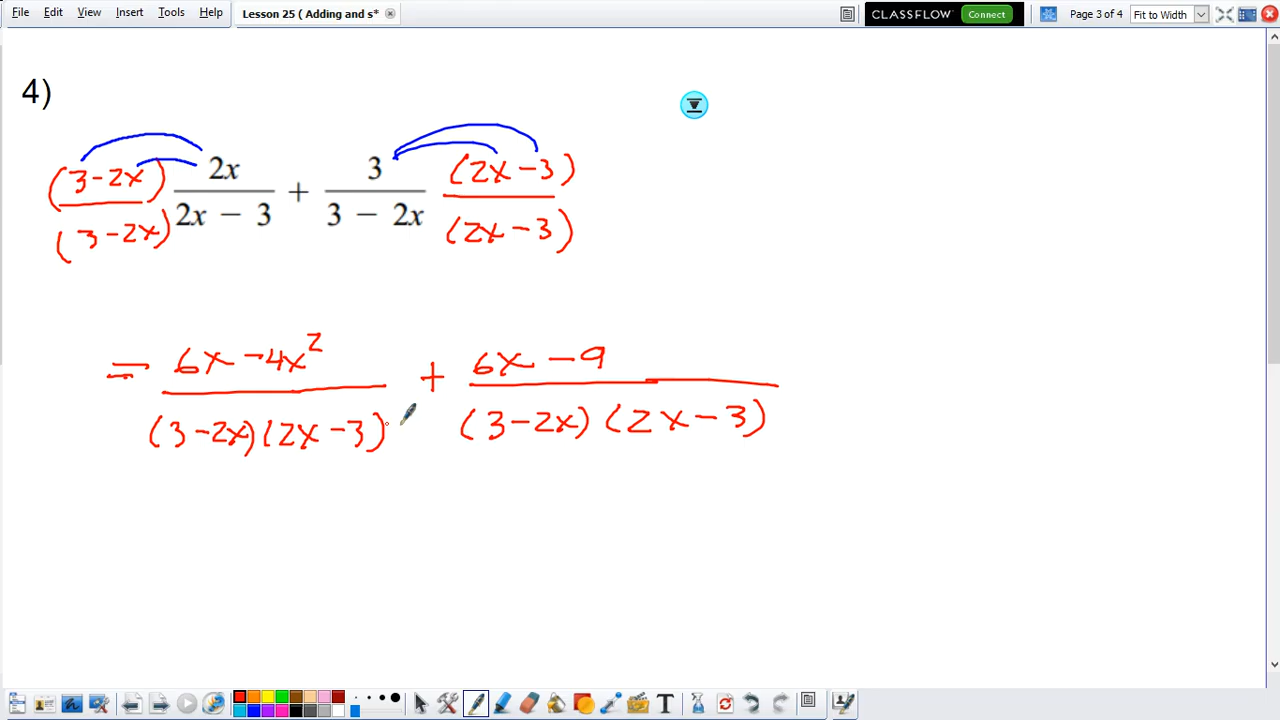 File Edit View Insert Tools Help Lesson 25 ( Adding and s* CLASSFLOW Connect Page 3 of 4 Fit to Width
4)
(3-2x) 2x + 3 (2x-3)
(3-2x) 2x - 3 3 - 2x (2x-3)
= 6x-4x² + 6x-9
(3-2x)(2x-3) (3-2x)(2x-3)
T